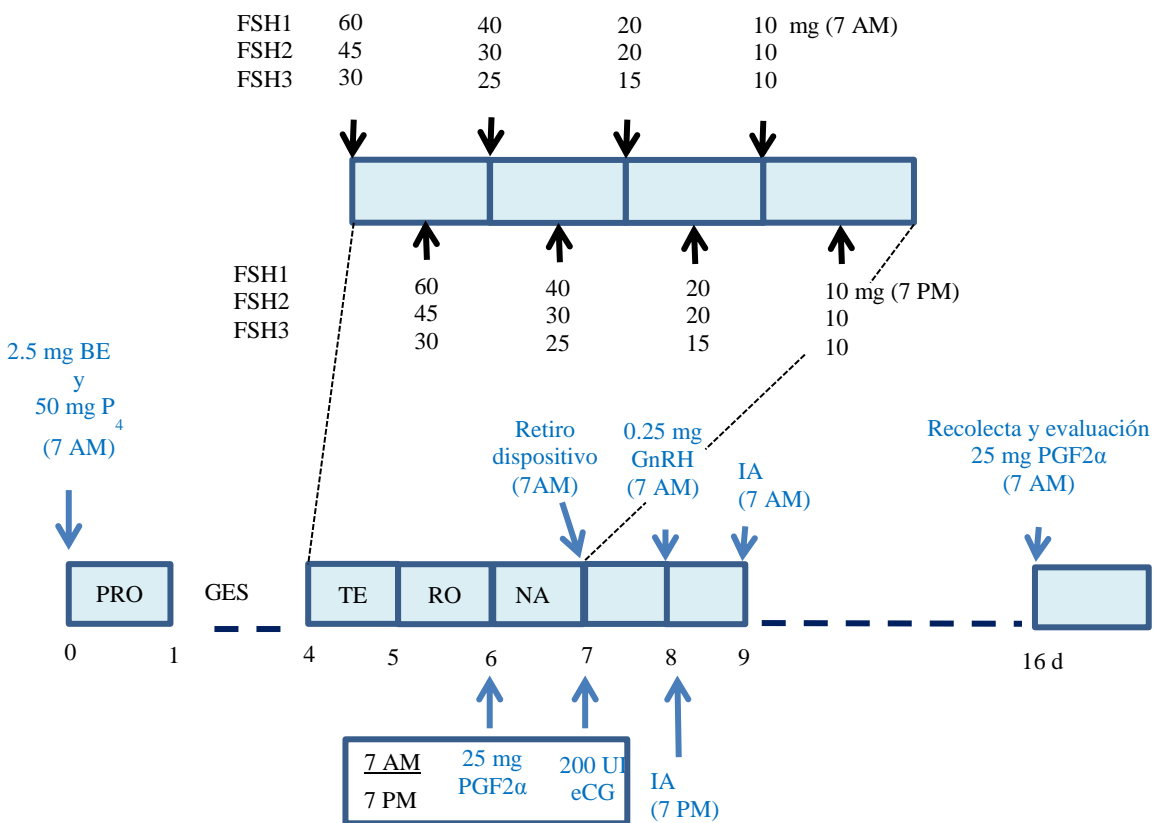 FSH1 60 40 20 10 mg (7 AM)
FSH2 45 30 20 10
FSH3 30 25 15 10
FSH1 60 40 20 10 mg (7 PM)
FSH2 45 30 20 10
FSH3 30 25 15 10
2.5 mg BE
y
50 mg P4
(7 AM)
Retiro
dispositivo
(7AM)
0.25 mg
GnRH
(7 AM)
IA
(7 AM)
Recolecta y evaluación
25 mg PGF2α
(7 AM)
PRO GES TE RO NA
0 1 4 5 6 7 8 9 16 d
7 AM
7 PM
25 mg
PGF2α
200 UI
eCG
IA
(7 PM)